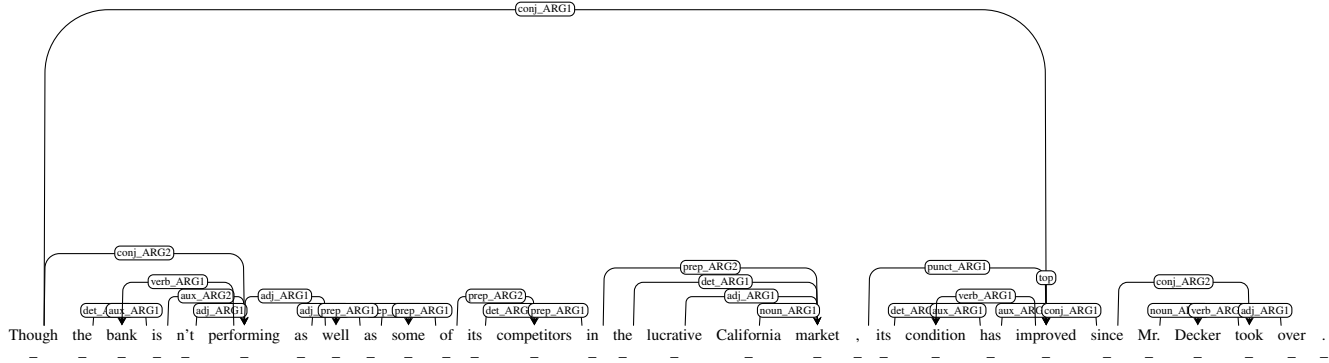 conj_ARG1
conj_ARG2
prep_ARG2 punct_ARG1
top
verb_ARG1 det_ARG1 conj_ARG2
aux_ARG2 adj_ARG1 prep_ARG2 adj_ARG1 verb_ARG1
aux_ARG1 adj_ARG1 prep_ARG1 prep_ARG1 prep_ARG1 noun_ARG1 aux_ARG1 conj_ARG1 adj_ARG1
Though the bank is n't performing as well as some of its competitors in the lucrative California market , its condition has improved since Mr. Decker took over .
_ _ _ _ _ _ _ _ _ _ _ _ _ _ _ _ _ _ _ _ _ _ _ _ _ _ _ _ _ _